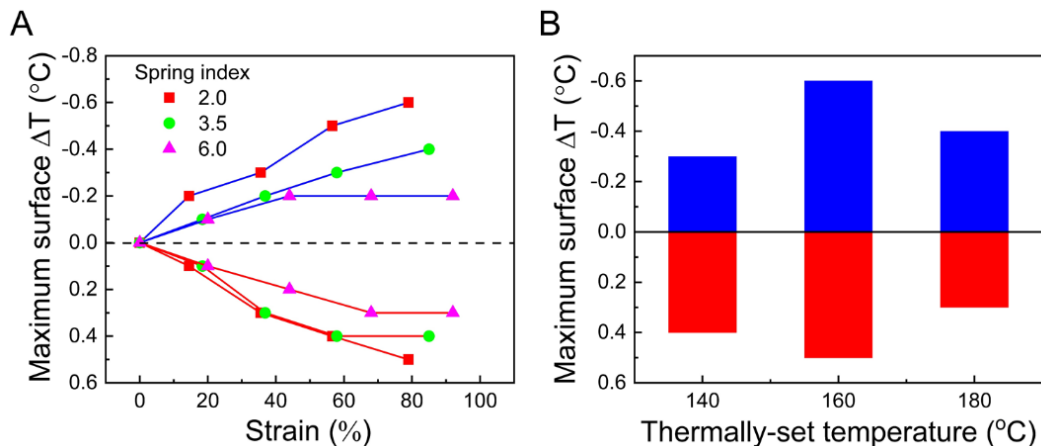 A
Maximum surface ΔT (°C)
-0.8
-0.6
-0.4
-0.2
0.0
0.2
0.4
0.6
Spring index
2.0
3.5
6.0
0 20 40 60 80 100
Strain (%)
B
Maximum surface ΔT (°C)
-0.6
-0.4
-0.2
0.0
0.2
0.4
0.6
140 160 180
Thermally-set temperature (°C)